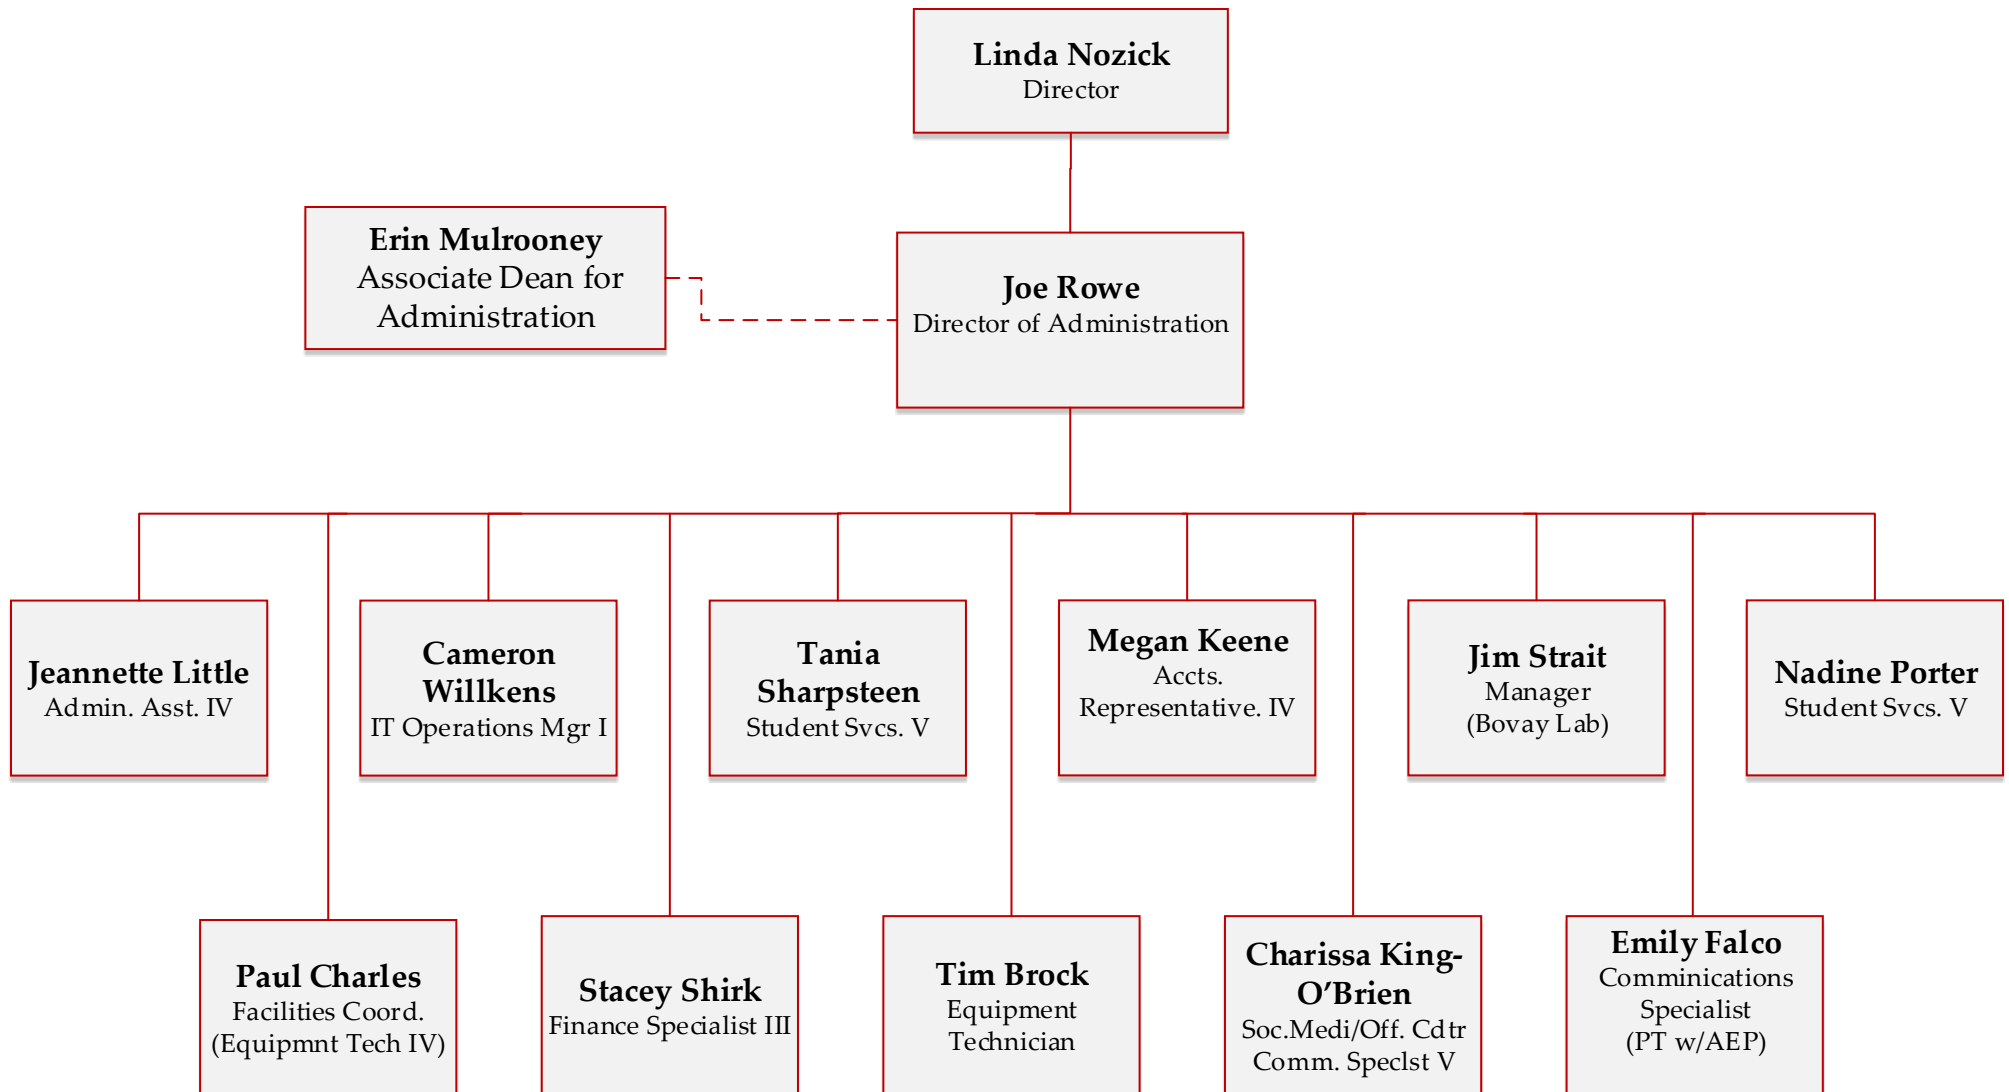 Linda Nozick
Director
Erin Mulrooney
Associate Dean for
Administration
Joe Rowe
Director of Administration
Jeannette Little
Admin. Asst. IV
Cameron
Willkens
IT Operations Mgr I
Tania
Sharpsteen
Student Svcs. V
Megan Keene
Accts.
Representative. IV
Jim Strait
Manager
(Bovay Lab)
Nadine Porter
Student Svcs. V
Paul Charles
Facilities Coord.
(Equipmnt Tech IV)
Stacey Shirk
Finance Specialist III
Tim Brock
Equipment
Technician
Charissa King-
O’Brien
Soc.Medi/Off. Cdtr
Comm. Speclst V
Emily Falco
Comminications
Specialist
(PT w/AEP)